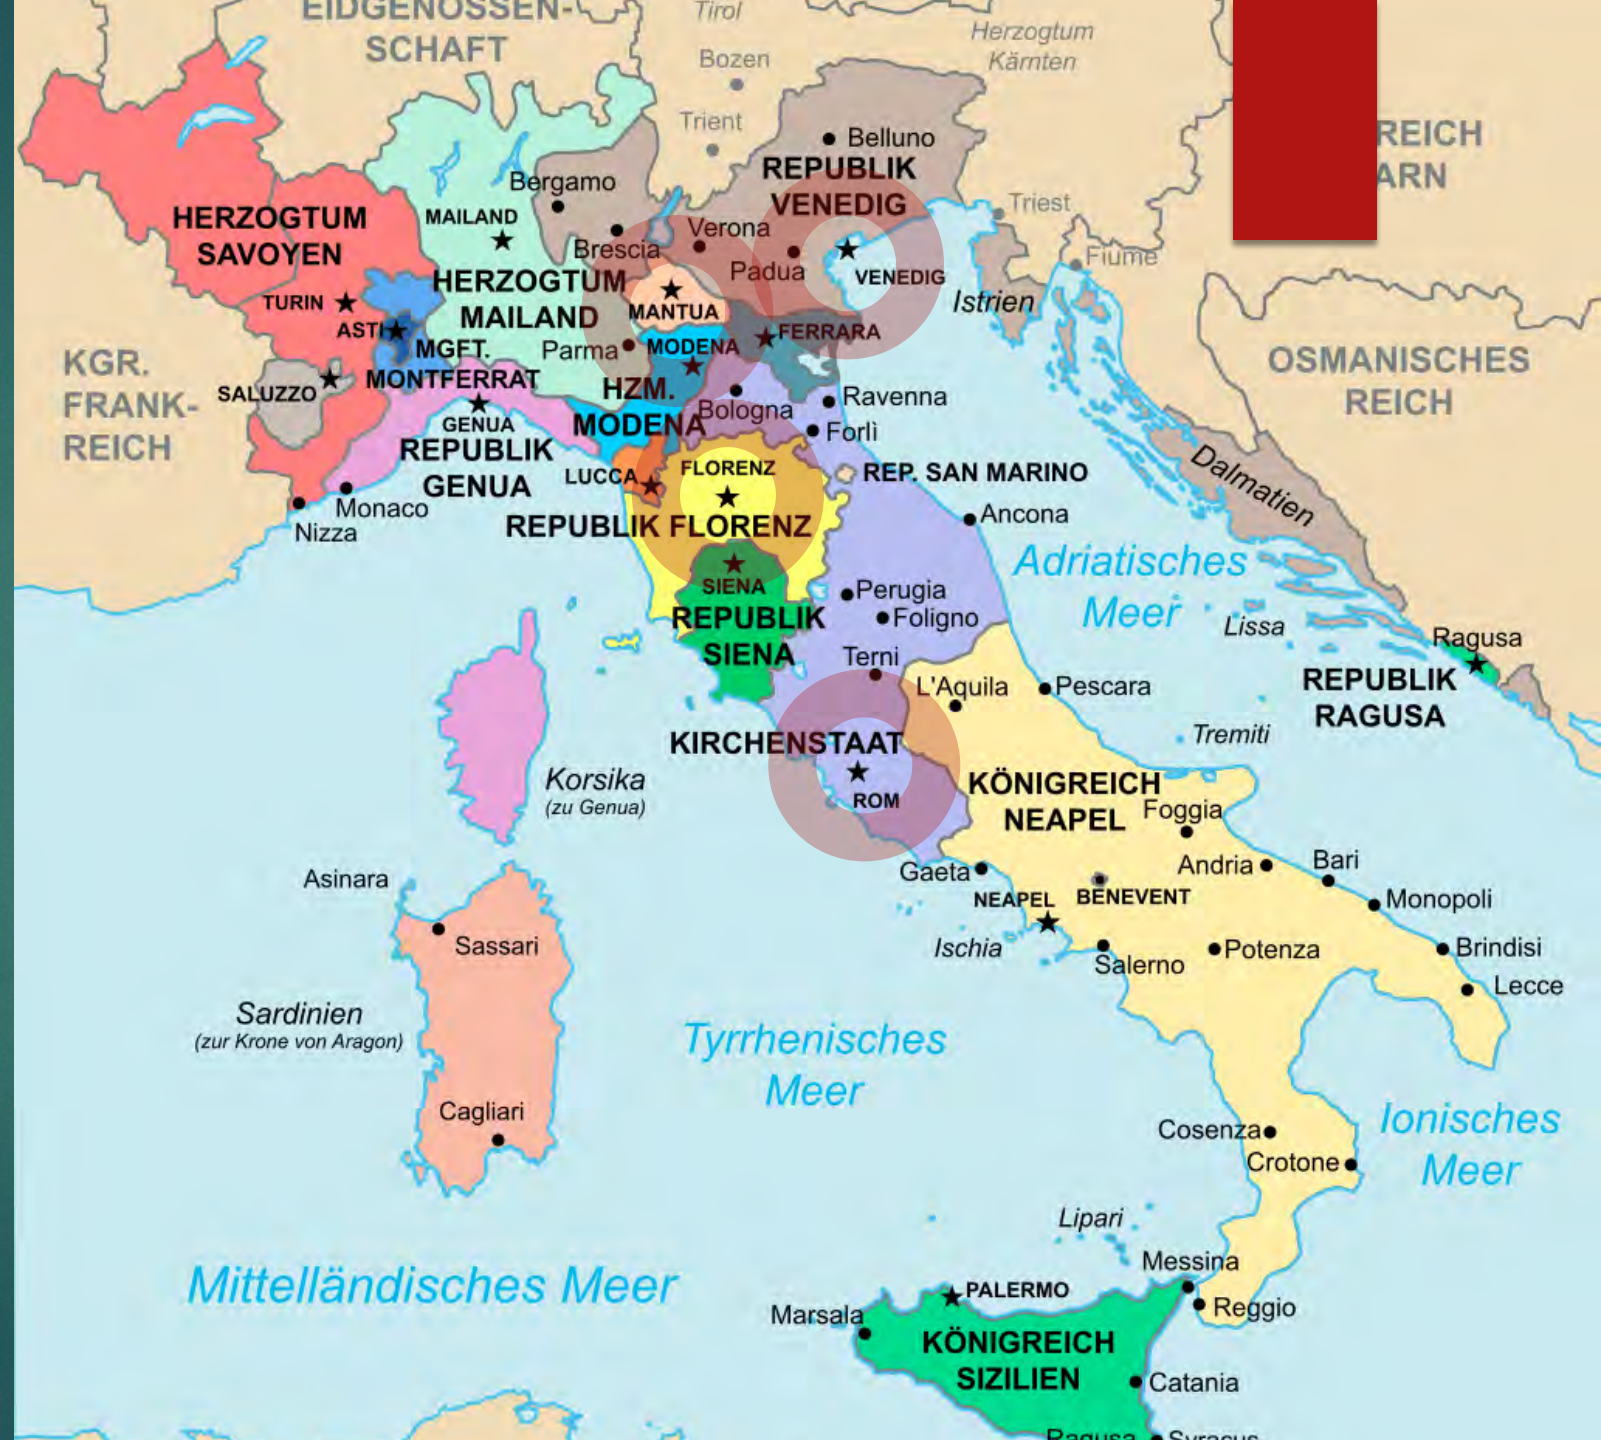 EIDGENOSSEN-
SCHAFT
Tirol
Bozen
Trient
Herzogtum
Kärnten
REICH
ARN
Belluno
REPUBLIK
VENEDIG
Bergamo
MAILAND
Brescia
Verona
Padua
VENEDIG
Triest
Fiume
Istrien
HERZOGTUM
SAVOYEN
HERZOGTUM
MAILAND
TURIN
ASTI
MGFT.
MONTFERRAT
MANTUA
Parma
MODENA
FERRARA
HZM.
MODENA
Bologna
Ravenna
Forlì
KGR.
FRANK-
REICH
SALUZZO
GENUA
REPUBLIK
GENUA
Monaco
Nizza
LUCCA
FLORENZ
REPUBLIK FLORENZ
REP. SAN MARINO
Ancona
OSMANISCHES
REICH
Dalmatien
Adriatisches
Meer
SIENA
REPUBLIK
SIENA
Perugia
Foligno
Terni
L'Aquila
Pescara
Lissa
Ragusa
REPUBLIK
RAGUSA
Tremiti
KIRCHENSTAAT
ROM
Korsika
(zu Genua)
KÖNIGREICH
NEAPEL
Foggia
Gaeta
Andria
Bari
NEAPEL
BENEVENT
Monopoli
Ischia
Salerno
Potenza
Brindisi
Lecce
Asinara
Sassari
Sardinien
(zur Krone von Aragon)
Cagliari
Tyrrhenisches
Meer
Cosenza
Crotone
Ionisches
Meer
Lipari
Mittelländisches Meer
Messina
Reggio
PALERMO
Marsala
KÖNIGREICH
SIZILIEN
Catania
Ragusa
Syracus